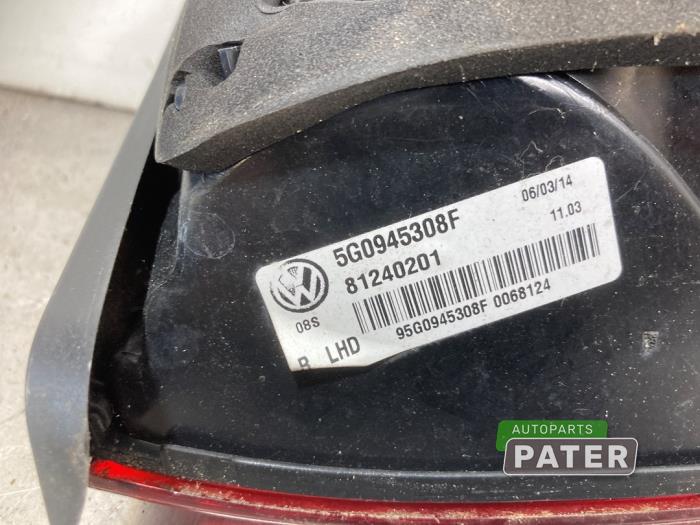 06/03/14
5G0945308F
11.03
81240201
08S
95G0945308F 0068124
R LHD
AUTOPARTS
PATER